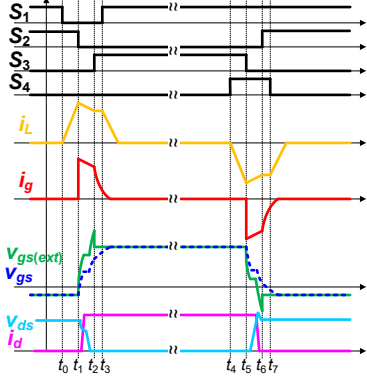 S1
S2
S3
S4
iL
ig
vgs(ext)
vgs
vds
id
t0 t1 t2 t3 t4 t5 t6 t7